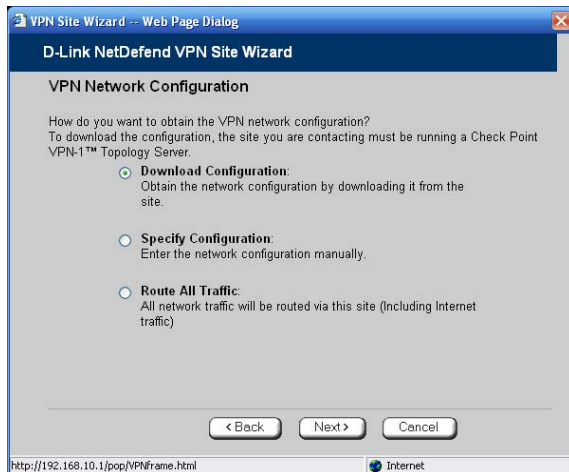 VPN Site Wizard -- Web Page Dialog
D-Link NetDefend VPN Site Wizard
VPN Network Configuration
How do you want to obtain the VPN network configuration?
To download the configuration, the site you are contacting must be running a Check Point
VPN-1™ Topology Server.
Download Configuration:
Obtain the network configuration by downloading it from the
site.
Specify Configuration:
Enter the network configuration manually.
Route All Traffic:
All network traffic will be routed via this site (Including Internet
traffic)
< Back Next > Cancel
http://192.168.10.1/pop/VPNframe.html Internet